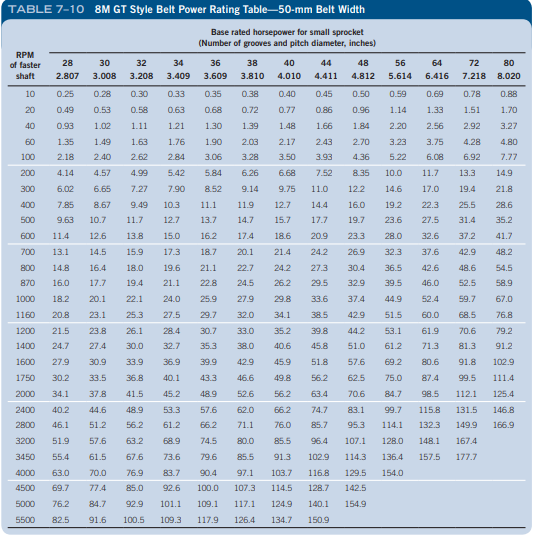 TABLE 7-10 8M GT Style Belt Power Rating Table—50-mm Belt Width
Base rated horsepower for small sprocket
(Number of grooves and pitch diameter, inches)
RPM
of faster 28 30 32 34 36 38 40 44 48 56 64 72 80
shaft 2.807 3.008 3.208 3.409 3.609 3.810 4.010 4.411 4.812 5.614 6.416 7.218 8.020
10 0.25 0.28 0.30 0.33 0.35 0.38 0.40 0.45 0.50 0.59 0.69 0.78 0.88
20 0.49 0.53 0.58 0.63 0.68 0.72 0.77 0.86 0.96 1.14 1.33 1.51 1.70
40 0.93 1.02 1.11 1.21 1.30 1.39 1.48 1.66 1.84 2.20 2.56 2.92 3.27
60 1.35 1.49 1.63 1.76 1.90 2.03 2.17 2.43 2.70 3.23 3.75 4.28 4.80
100 2.18 2.40 2.62 2.84 3.06 3.28 3.50 3.93 4.36 5.22 6.08 6.92 7.77
200 4.14 4.57 4.99 5.42 5.84 6.26 6.68 7.52 8.35 10.0 11.7 13.3 14.9
300 6.02 6.65 7.27 7.90 8.52 9.14 9.75 11.0 12.2 14.6 17.0 19.4 21.8
400 7.85 8.67 9.49 10.3 11.1 11.9 12.7 14.4 16.0 19.2 22.3 25.5 28.6
500 9.63 10.7 11.7 12.7 13.7 14.7 15.7 17.7 19.7 23.6 27.5 31.4 35.2
600 11.4 12.6 13.8 15.0 16.2 17.4 18.6 20.9 23.3 28.0 32.6 37.2 41.7
700 13.1 14.5 15.9 17.3 18.7 20.1 21.4 24.2 26.9 32.3 37.6 42.9 48.2
800 14.8 16.4 18.0 19.6 21.1 22.7 24.2 27.3 30.4 36.5 42.6 48.6 54.5
870 16.0 17.7 19.4 21.1 22.8 24.5 26.2 29.5 32.9 39.5 46.0 52.5 58.9
1000 18.2 20.1 22.1 24.0 25.9 27.9 29.8 33.6 37.4 44.9 52.4 59.7 67.0
1160 20.8 23.1 25.3 27.5 29.7 32.0 34.1 38.5 42.9 51.5 60.0 68.5 76.8
1200 21.5 23.8 26.1 28.4 30.7 33.0 35.2 39.8 44.2 53.1 61.9 70.6 79.2
1400 24.7 27.4 30.0 32.7 35.3 38.0 40.6 45.8 51.0 61.2 71.3 81.3 91.2
1600 27.9 30.9 33.9 36.9 39.9 42.9 45.9 51.8 57.6 69.2 80.6 91.8 102.9
1750 30.2 33.5 36.8 40.1 43.3 46.6 49.8 56.2 62.5 75.0 87.4 99.5 111.4
2000 34.1 37.8 41.5 45.2 48.9 52.6 56.2 63.4 70.6 84.7 98.5 112.1 125.4
2400 40.2 44.6 48.9 53.3 57.6 62.0 66.2 74.7 83.1 99.7 115.8 131.5 146.8
2800 46.1 51.2 56.2 61.2 66.2 71.1 76.0 85.7 95.3 114.1 132.3 149.9 166.9
3200 51.9 57.6 63.2 68.9 74.5 80.0 85.5 96.4 107.1 128.0 148.1 167.4
3450 55.4 61.5 67.6 73.6 79.6 85.5 91.3 102.9 114.3 136.4 157.5 177.7
4000 63.0 70.0 76.9 83.7 90.4 97.1 103.7 116.8 129.5 154.0
4500 69.7 77.4 85.0 92.6 100.0 107.3 114.5 128.7 142.5
5000 76.2 84.7 92.9 101.1 109.1 117.1 124.9 140.1 154.9
5500 82.5 91.6 100.5 109.3 117.9 126.4 134.7 150.9